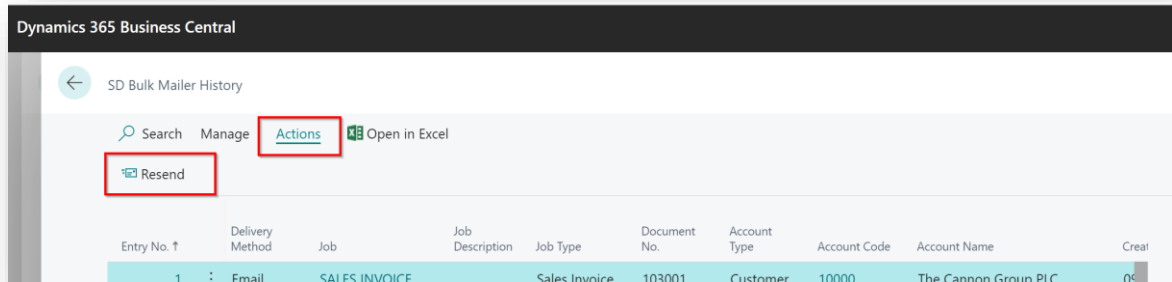 Dynamics 365 Business Central
SD Bulk Mailer History
Search Manage Actions Open in Excel
Resend
Entry No. ↑ Delivery Method Job Job Description Job Type Document No. Account Type Account Code Account Name Creat
1 Email SALES INVOICE Sales Invoice 103001 Customer 10000 The Cannon Group PLC